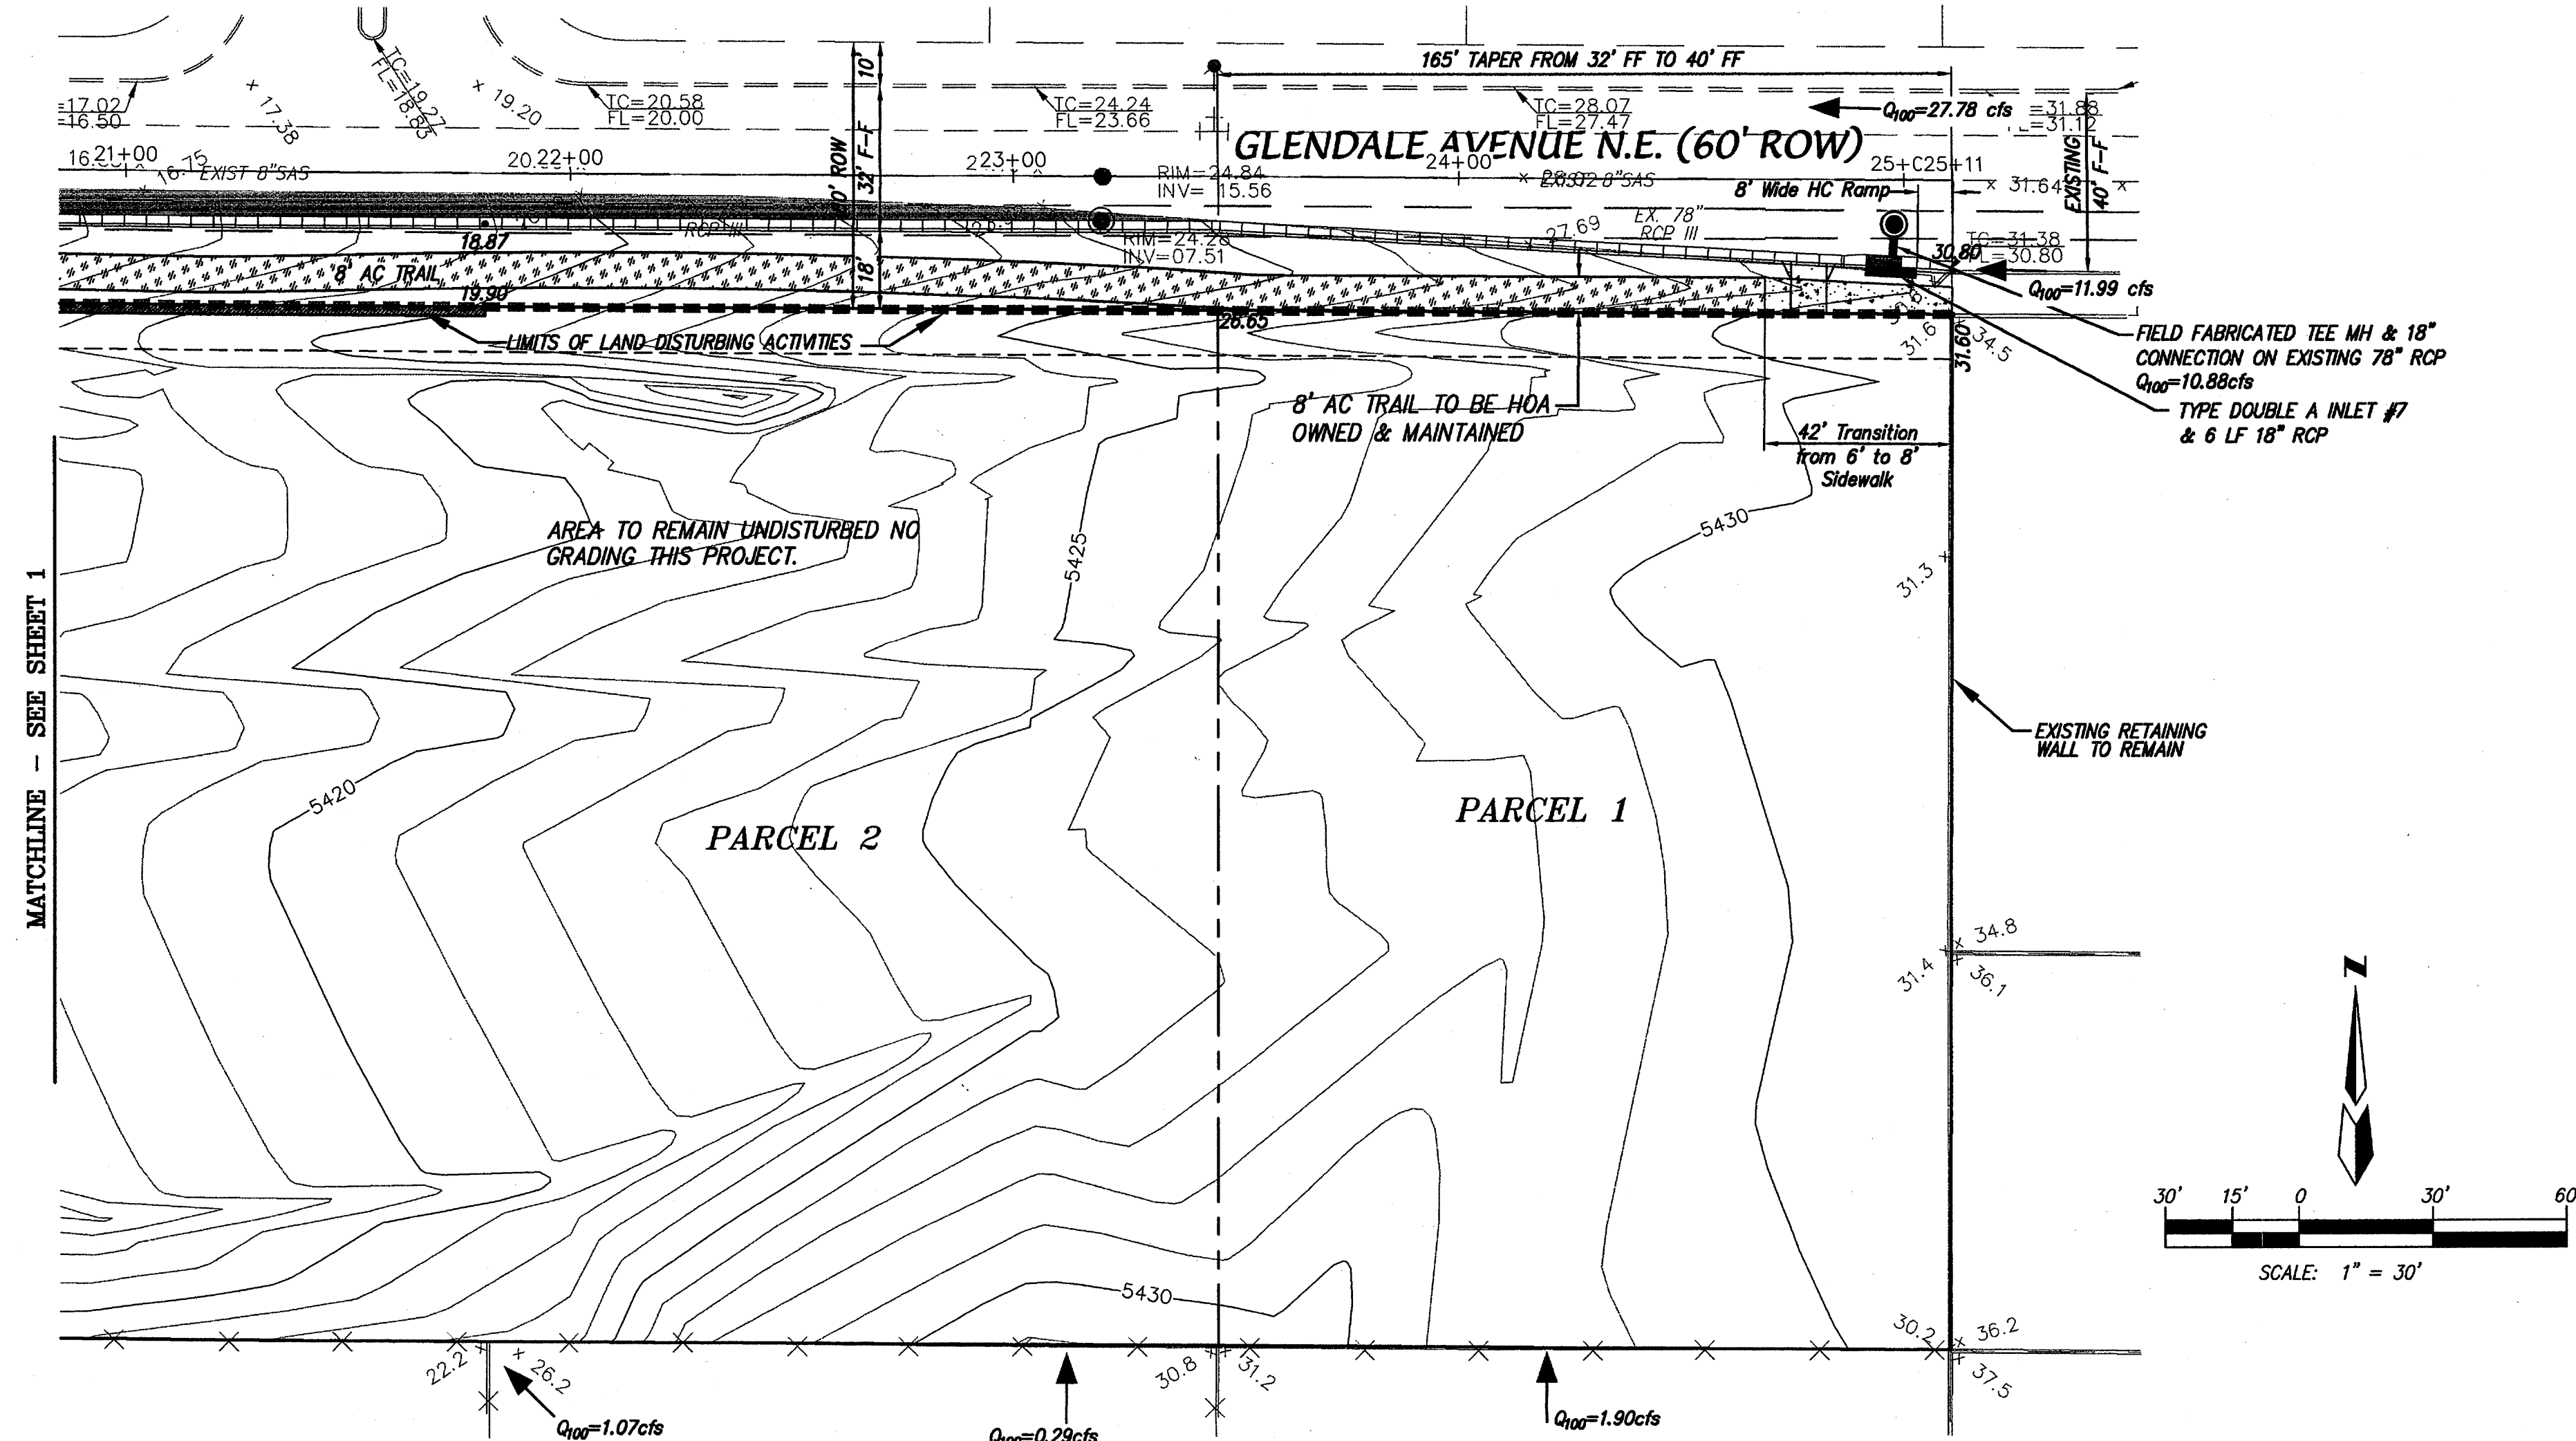 165' TAPER FROM 32' FF TO 40' FF
10'
TC=19.27
FL=18.83
17.38
19.20
=17.02
=16.50
TC=20.58
FL=20.00
TC=24.24
FL=23.66
TC=28.07
FL=27.47
Q100=27.78 cfs
=31.88
GLENDALE AVENUE N.E. (60' ROW)
32' F-F
EXISTING
40' F-F
21+00
16.75
EXIST 8"SAS
22+00
23+00
24+00
25+11
RIM=24.84
INV= 15.56
8' Wide HC Ramp
31.64
EX. 78"
RCP III
27.69
RCP III
18.87
RIM=24.28
INV=07.51
TC=31.38
FL=30.80
30.80
18'
8' AC TRAIL
19.90
Q100=11.99 cfs
26.65
31.6
31.60
34.5
LIMITS OF LAND DISTURBING ACTIVITIES
FIELD FABRICATED TEE MH & 18"
CONNECTION ON EXISTING 78" RCP
Q100=10.88cfs
TYPE DOUBLE A INLET #7
& 6 LF 18" RCP
8' AC TRAIL TO BE HOA
OWNED & MAINTAINED
42' Transition
from 6' to 8'
Sidewalk
AREA TO REMAIN UNDISTURBED NO
GRADING THIS PROJECT.
5425
5430
31.3
MATCHLINE - SEE SHEET 1
EXISTING RETAINING
WALL TO REMAIN
5420
PARCEL 2
PARCEL 1
34.8
31.4
36.1
N
30' 15' 0 30' 60
SCALE: 1" = 30'
5430
30.2
36.2
37.5
22.2
26.2
30.8
31.2
Q100=1.07cfs
Q100=0.29cfs
Q100=1.90cfs